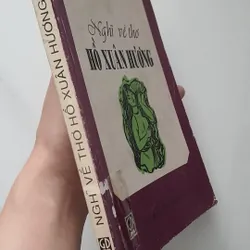 Nghĩ về thơ
HỒ XUÂN HƯƠNG
NGHĨ VỀ THƠ HỒ XUÂN HƯƠNG